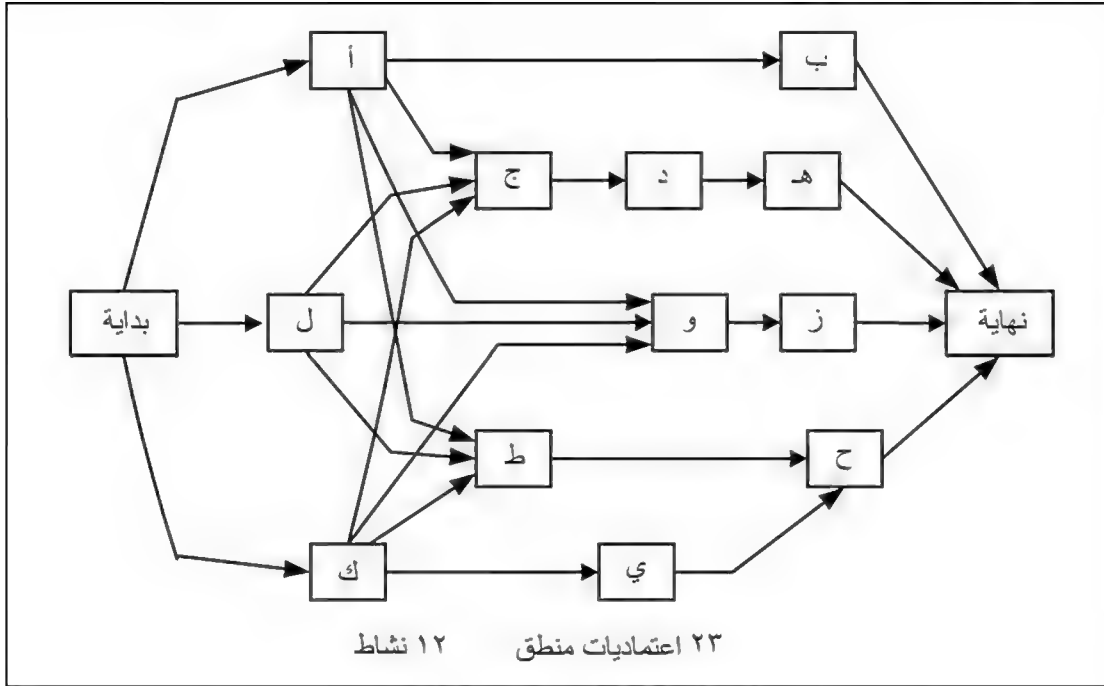 أ
ب
ج
د
هـ
بداية
ل
و
ز
نهاية
ط
ح
ك
ي
٢٣ اعتماديات منطق ١٢ نشاط